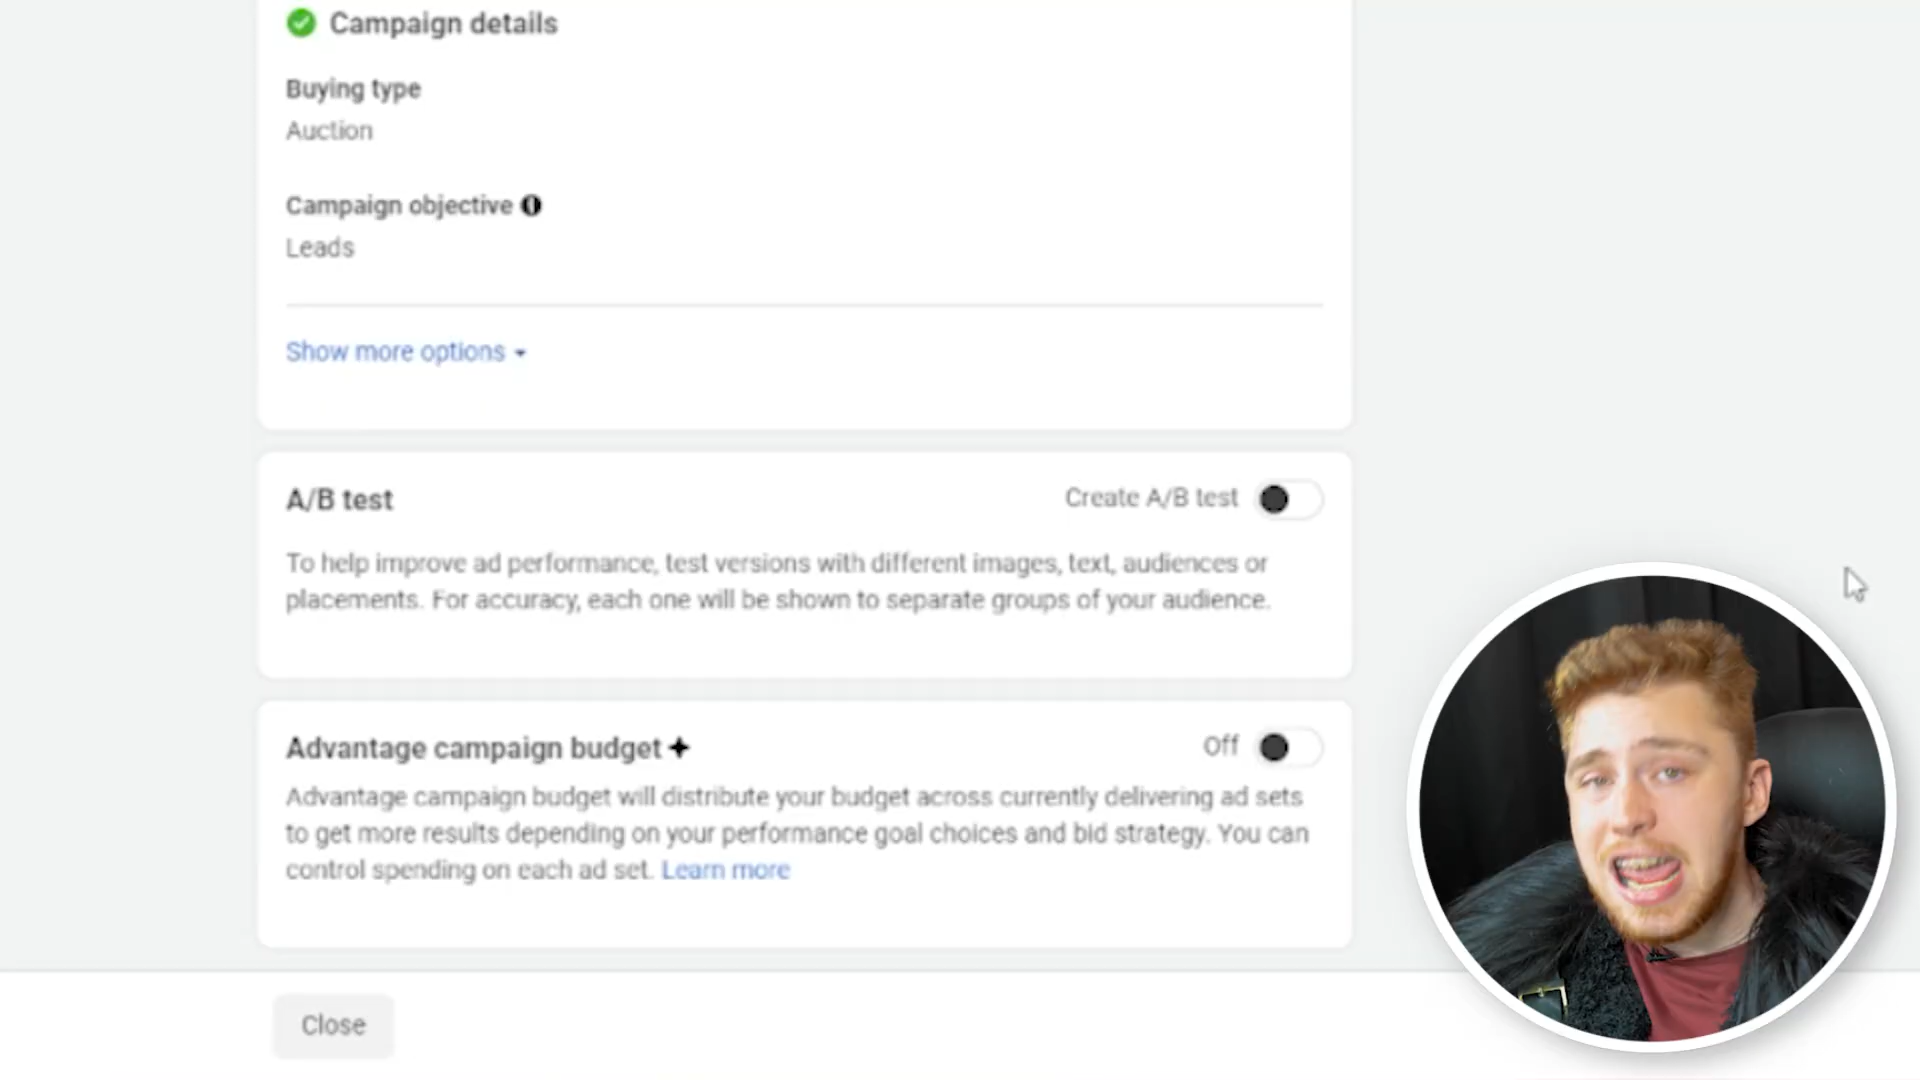 Campaign details
Buying type
Auction
Campaign objective
Leads
Show more options
A/B test
Create A/B test
To help improve ad performance, test versions with different images, text, audiences or
placements. For accuracy, each one will be shown to separate groups of your audience.
Advantage campaign budget
Off
Advantage campaign budget will distribute your budget across currently delivering ad sets
to get more results depending on your performance goal choices and bid strategy. You can
control spending on each ad set. Learn more
Close